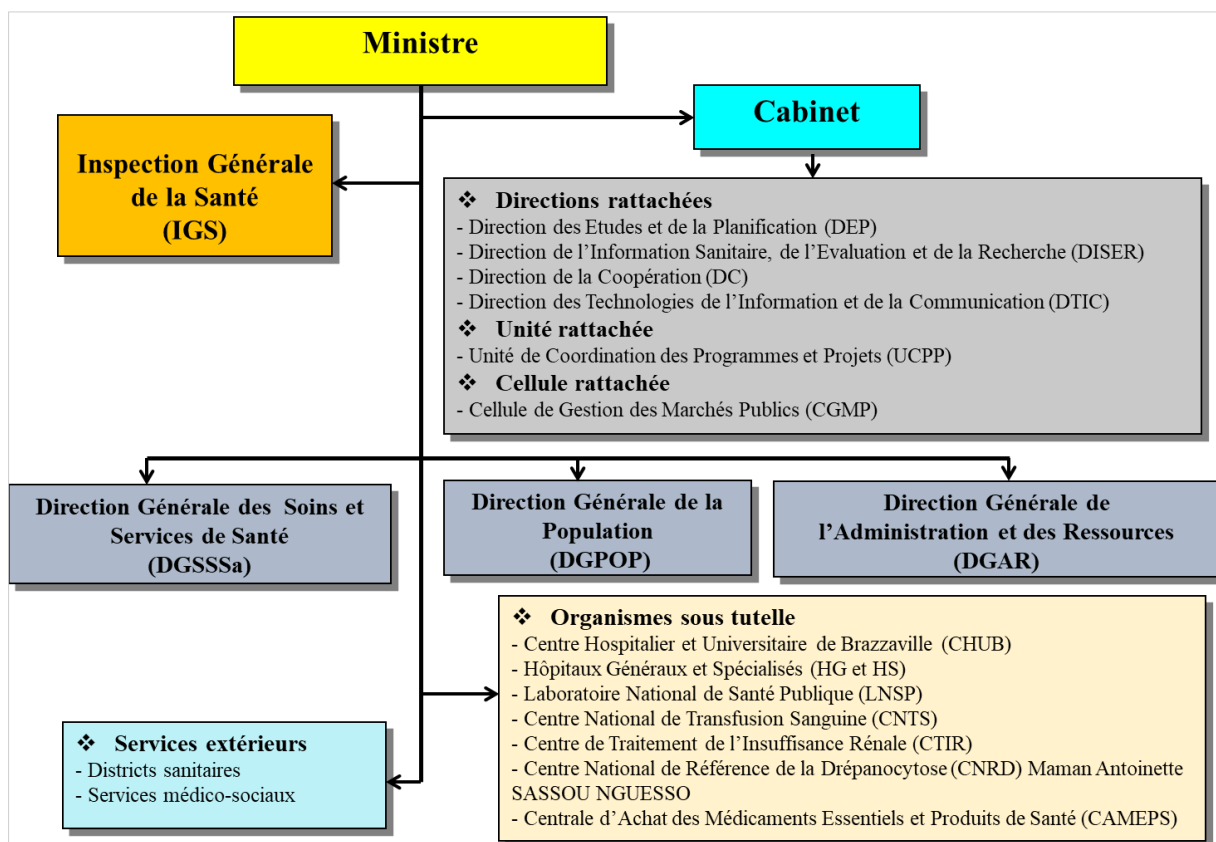 Ministre
Cabinet
Inspection Générale
de la Santé
(IGS)
❖ Directions rattachées
- Direction des Etudes et de la Planification (DEP)
- Direction de l’Information Sanitaire, de l’Evaluation et de la Recherche (DISER)
- Direction de la Coopération (DC)
- Direction des Technologies de l’Information et de la Communication (DTIC)
❖ Unité rattachée
- Unité de Coordination des Programmes et Projets (UCPP)
❖ Cellule rattachée
- Cellule de Gestion des Marchés Publics (CGMP)
Direction Générale des Soins et
Services de Santé
(DGSSSa)
Direction Générale de la
Population
(DGPOP)
Direction Générale de
l’Administration et des Ressources
(DGAR)
❖ Organismes sous tutelle
- Centre Hospitalier et Universitaire de Brazzaville (CHUB)
- Hôpitaux Généraux et Spécialisés (HG et HS)
- Laboratoire National de Santé Publique (LNSP)
- Centre National de Transfusion Sanguine (CNTS)
- Centre de Traitement de l’Insuffisance Rénale (CTIR)
- Centre National de Référence de la Drépanocytose (CNRD) Maman Antoinette
SASSOU NGUESSO
- Centrale d’Achat des Médicaments Essentiels et Produits de Santé (CAMEPS)
❖ Services extérieurs
- Districts sanitaires
- Services médico-sociaux